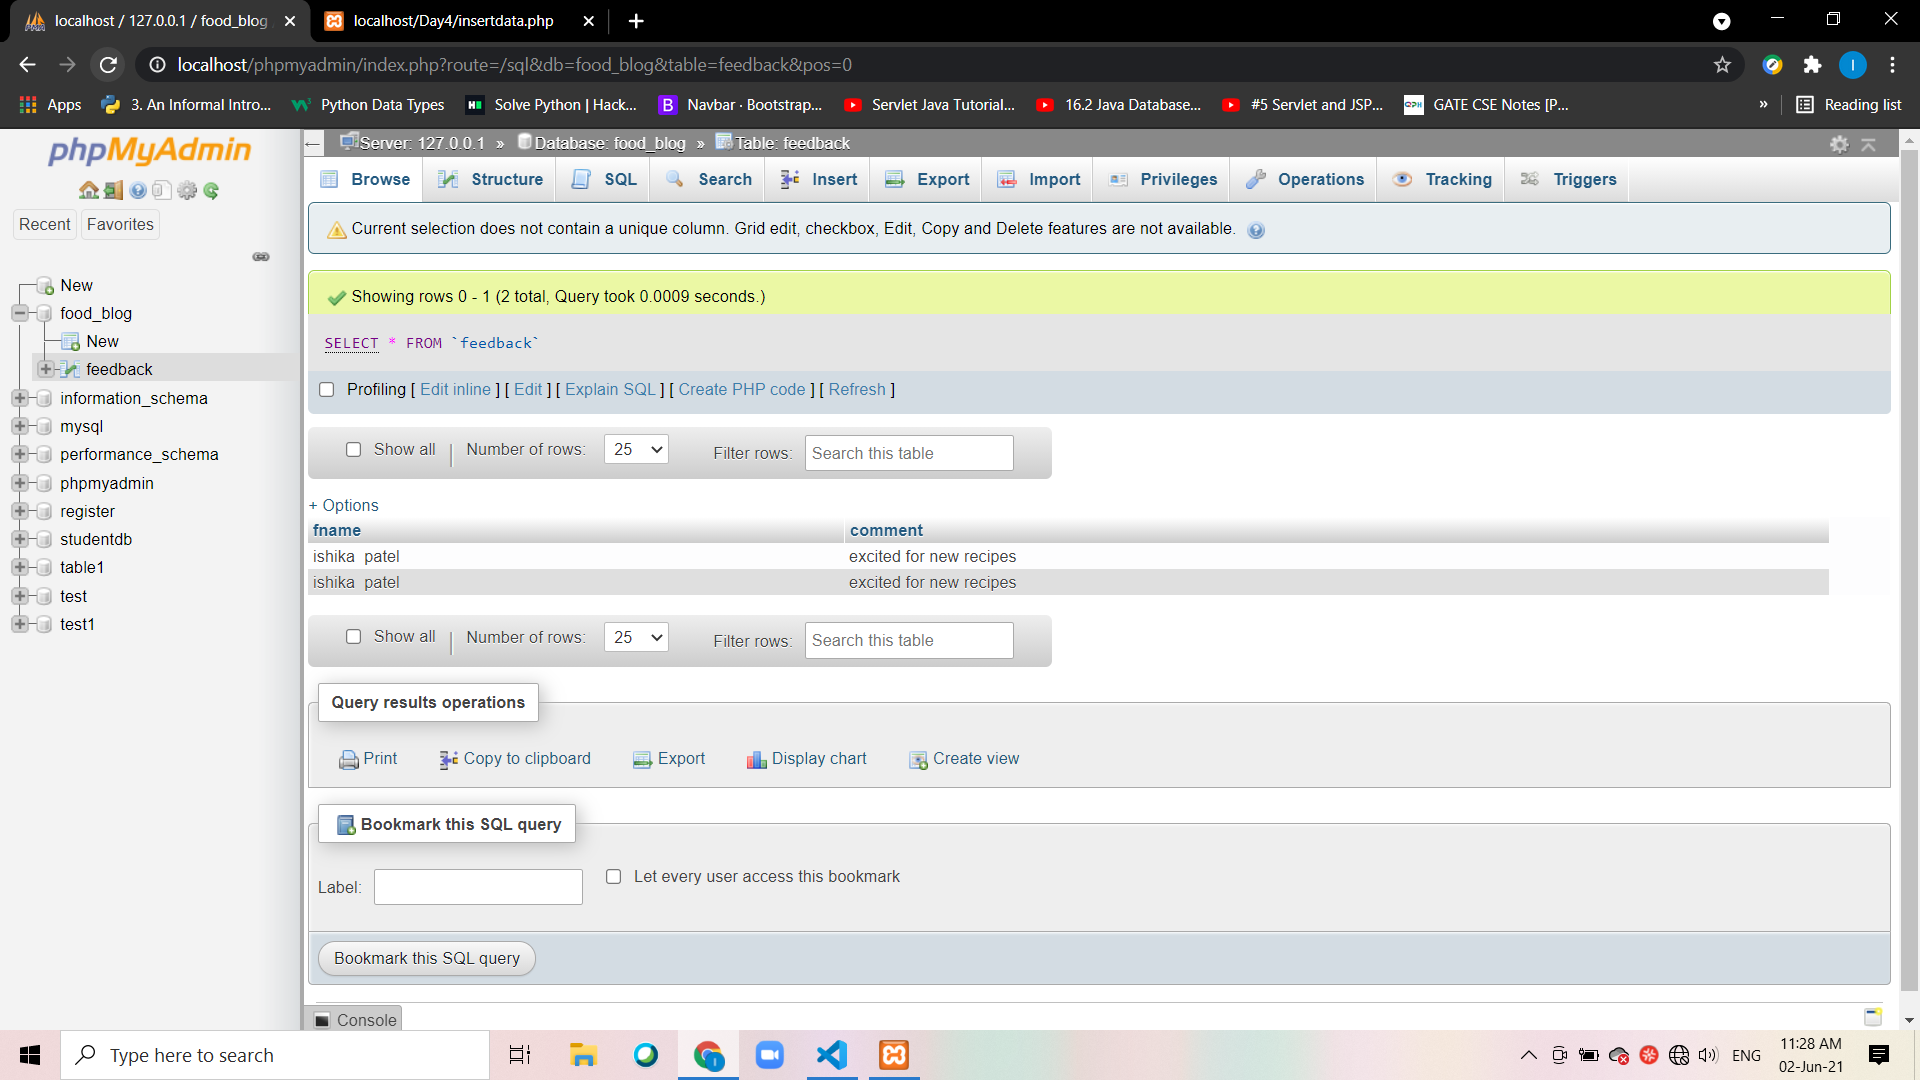 localhost / 127.0.0.1 / food_blog
localhost/Day4/insertdata.php
localhost/phpmyadmin/index.php?route=/sql&db=food_blog&table=feedback&pos=0
I
Apps
3. An Informal Intro...
Python Data Types
Solve Python | Hack...
Navbar · Bootstrap...
Servlet Java Tutorial...
16.2 Java Database...
#5 Servlet and JSP...
GATE CSE Notes [P...
»
Reading list
phpMyAdmin
Recent
Favorites
New
food_blog
New
feedback
information_schema
mysql
performance_schema
phpmyadmin
register
studentdb
table1
test
test1
Server: 127.0.0.1 » Database: food_blog » Table: feedback
Browse
Structure
SQL
Search
Insert
Export
Import
Privileges
Operations
Tracking
Triggers
Current selection does not contain a unique column. Grid edit, checkbox, Edit, Copy and Delete features are not available.
Showing rows 0 - 1 (2 total, Query took 0.0009 seconds.)
SELECT * FROM `feedback`
Profiling [ Edit inline ] [ Edit ] [ Explain SQL ] [ Create PHP code ] [ Refresh ]
Show all | Number of rows: 25 Filter rows: Search this table
+ Options
fname comment
ishika patel excited for new recipes
ishika patel excited for new recipes
Show all | Number of rows: 25 Filter rows: Search this table
Query results operations
Print
Copy to clipboard
Export
Display chart
Create view
Bookmark this SQL query
Label:
Let every user access this bookmark
Bookmark this SQL query
Console
Type here to search
ENG
11:28 AM
02-Jun-21